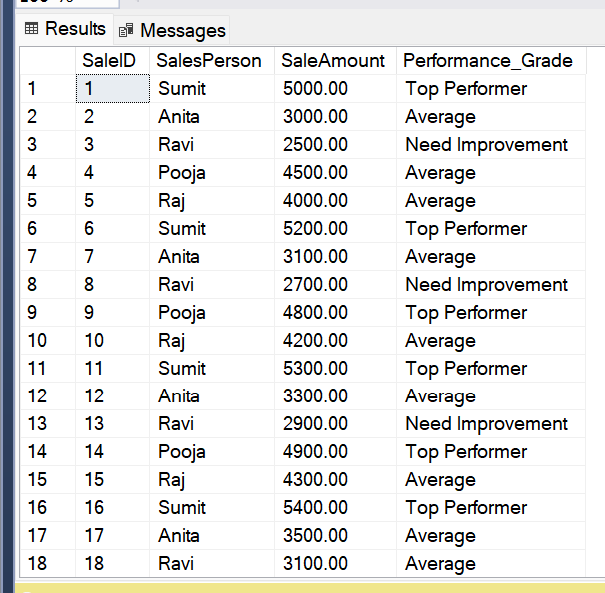 Results Messages
SaleID SalesPerson SaleAmount Performance_Grade
1 1 Sumit 5000.00 Top Performer
2 2 Anita 3000.00 Average
3 3 Ravi 2500.00 Need Improvement
4 4 Pooja 4500.00 Average
5 5 Raj 4000.00 Average
6 6 Sumit 5200.00 Top Performer
7 7 Anita 3100.00 Average
8 8 Ravi 2700.00 Need Improvement
9 9 Pooja 4800.00 Top Performer
10 10 Raj 4200.00 Average
11 11 Sumit 5300.00 Top Performer
12 12 Anita 3300.00 Average
13 13 Ravi 2900.00 Need Improvement
14 14 Pooja 4900.00 Top Performer
15 15 Raj 4300.00 Average
16 16 Sumit 5400.00 Top Performer
17 17 Anita 3500.00 Average
18 18 Ravi 3100.00 Average